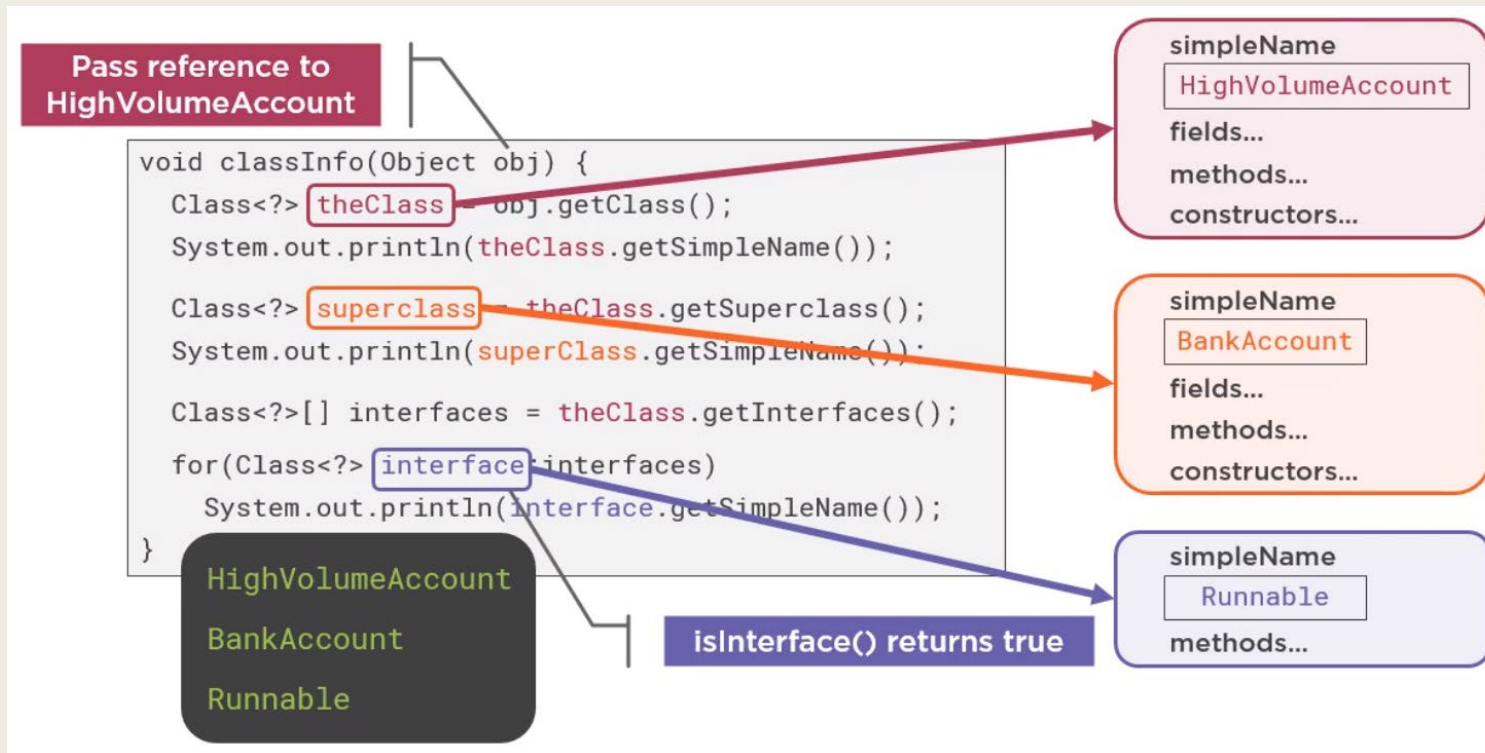 Pass reference to
HighVolumeAccount
void classInfo(Object obj) {
Class<?> theClass = obj.getClass();
System.out.println(theClass.getSimpleName());
Class<?> superclass = theClass.getSuperclass();
System.out.println(superClass.getSimpleName());
Class<?>[] interfaces = theClass.getInterfaces();
for(Class<?> interface:interfaces)
System.out.println(interface.getSimpleName());
}
HighVolumeAccount
BankAccount
Runnable
isInterface() returns true
simpleName
HighVolumeAccount
fields...
methods...
constructors...
simpleName
BankAccount
fields...
methods...
constructors...
simpleName
Runnable
methods...